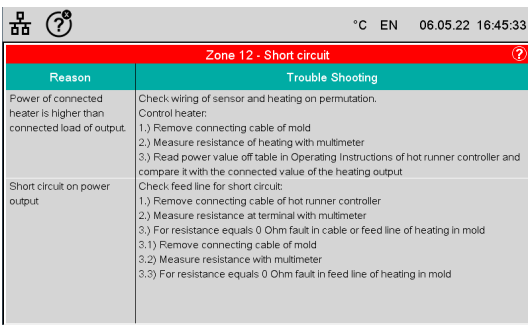 °C EN 06.05.22 16:45:33
Zone 12 - Short circuit
Reason Trouble Shooting
Power of connected
heater is higher than
connected load of output.
Check wiring of sensor and heating on permutation.
Control heater:
1.) Remove connecting cable of mold
2.) Measure resistance of heating with multimeter
3.) Read power value off table in Operating Instructions of hot runner controller and
compare it with the connected value of the heating output
Short circuit on power
output
Check feed line for short circuit:
1.) Remove connecting cable of hot runner controller
2.) Measure resistance at terminal with multimeter
3.) For resistance equals 0 Ohm fault in cable or feed line of heating in mold
3.1) Remove connecting cable of mold
3.2) Measure resistance with multimeter
3.3) For resistance equals 0 Ohm fault in feed line of heating in mold